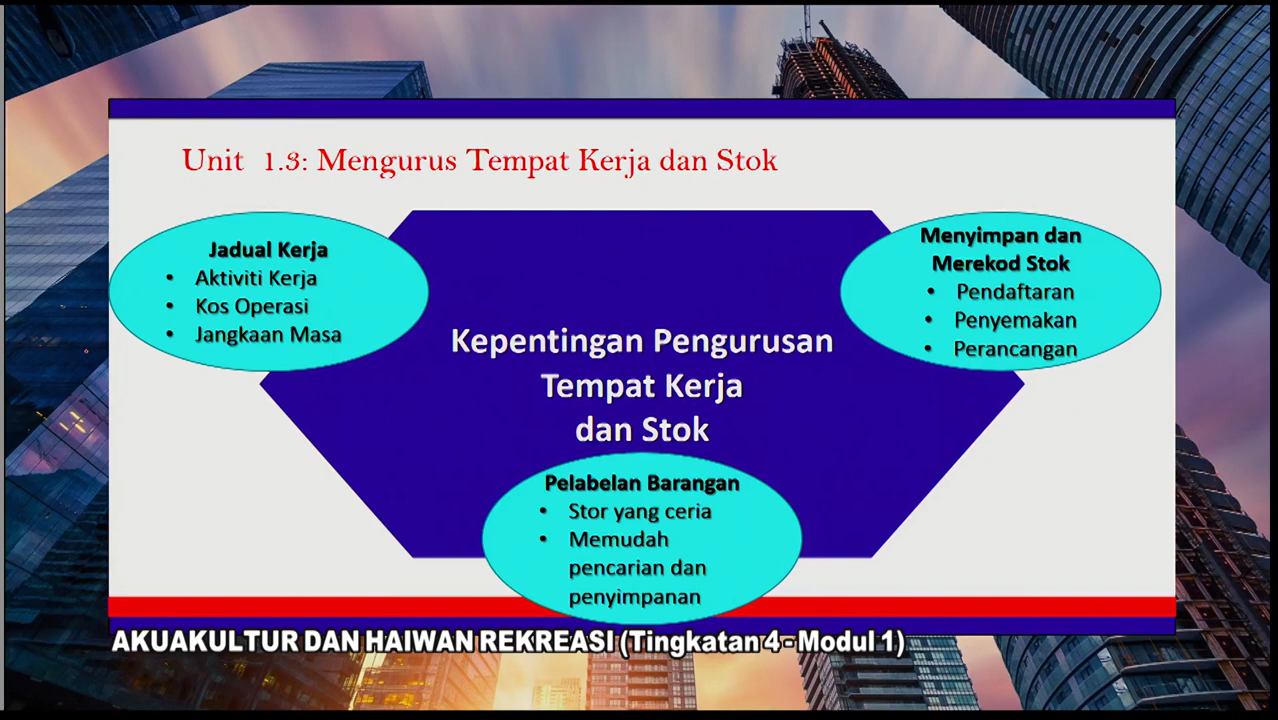 Unit 1.3: Mengurus Tempat Kerja dan Stok
Jadual Kerja
• Aktiviti Kerja
• Kos Operasi
• Jangkaan Masa
Menyimpan dan
Merekod Stok
• Pendaftaran
• Penyemakan
• Perancangan
Kepentingan Pengurusan
Tempat Kerja
dan Stok
Pelabelan Barangan
• Stor yang ceria
• Memudah
pencarian dan
penyimpanan
AKUAKULTUR DAN HAIWAN REKREASI (Tingkatan 4 - Modul 1)